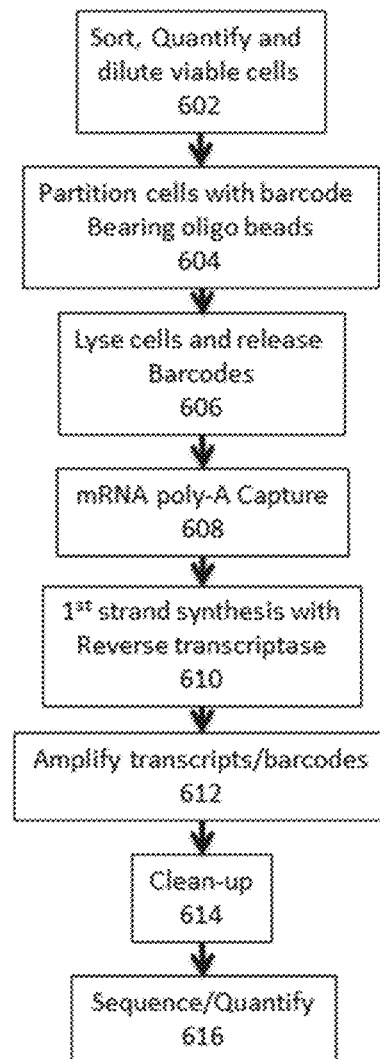 Sort, Quantify and
dilute viable cells
602
Partition cells with barcode
Bearing oligo beads
604
Lyse cells and release
Barcodes
606
mRNA poly-A Capture
608
1st strand synthesis with
Reverse transcriptase
610
Amplify transcripts/barcodes
612
Clean-up
614
Sequence/Quantify
616